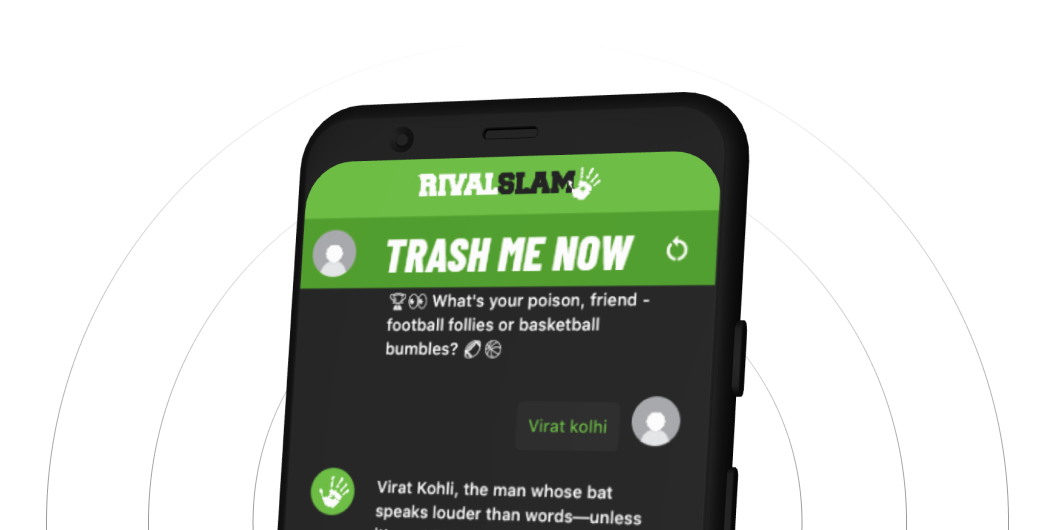 RIVALSLAM
TRASH ME NOW
🏆👀 What's your poison, friend -
football follies or basketball
bumbles? 🏈🏀
Virat kolhi
Virat Kohli, the man whose bat
speaks louder than words—unless